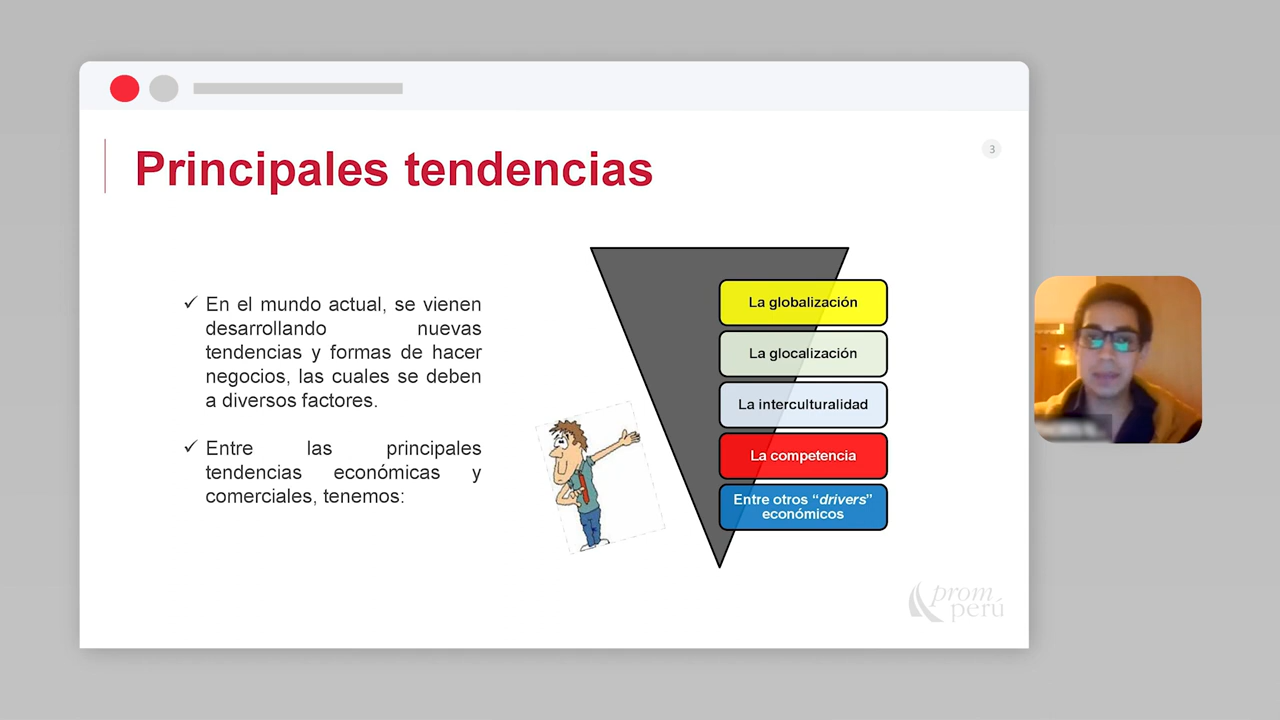 Principales tendencias
3
En el mundo actual, se vienen
desarrollando nuevas
tendencias y formas de hacer
negocios, las cuales se deben
a diversos factores.
Entre las principales
tendencias económicas y
comerciales, tenemos:
La globalización
La glocalización
La interculturalidad
La competencia
Entre otros “drivers”
económicos
prom
perú